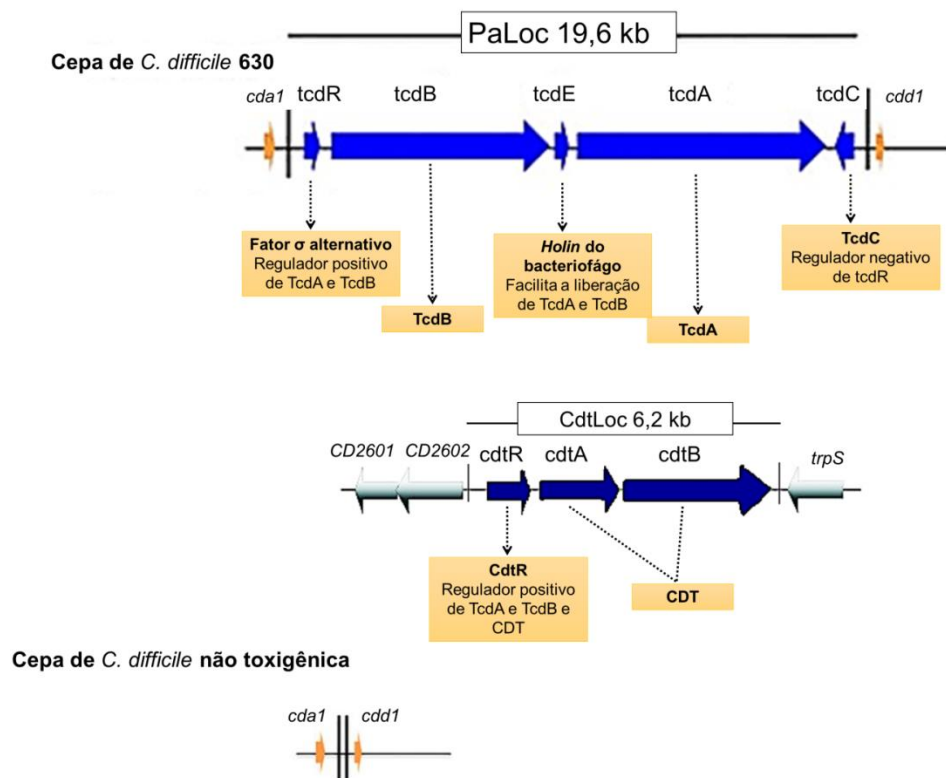 PaLoc 19,6 kb
Cepa de C. difficile 630
cda1
tcdR
tcdB
tcdE
tcdA
tcdC
cdd1
Fator σ alternativo
Regulador positivo
de TcdA e TcdB
TcdB
Holin do
bacteriofágo
Facilita a liberação
de TcdA e TcdB
TcdA
TcdC
Regulador negativo
de tcdR
CdtLoc 6,2 kb
CD2601
CD2602
cdtR
cdtA
cdtB
trpS
CdtR
Regulador positivo
de TcdA e TcdB e
CDT
CDT
Cepa de C. difficile não toxigênica
cda1
cdd1